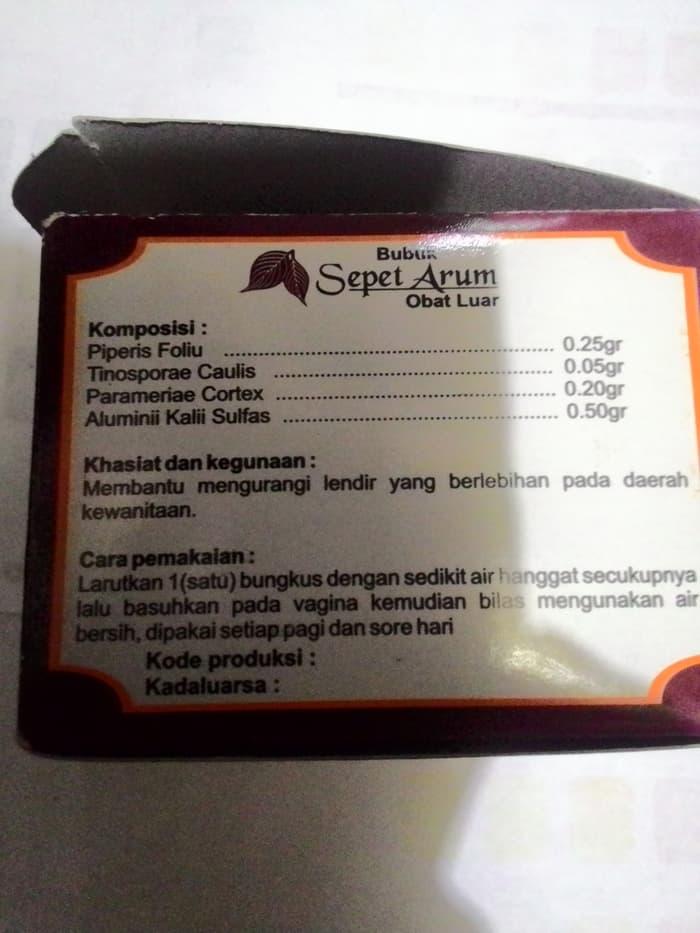 Bubuk
Sepet Arum
Obat Luar
Komposisi :
Piperis Foliu ........................................................ 0.25gr
Tinosporae Caulis ............................................... 0.05gr
Parameriae Cortex ............................................... 0.20gr
Aluminii Kalii Sulfas .............................................. 0.50gr
Khasiat dan kegunaan :
Membantu mengurangi lendir yang berlebihan pada daerah
kewanitaan.
Cara pemakaian :
Larutkan 1(satu) bungkus dengan sedikit air hanggat secukupnya
lalu basuhkan pada vagina kemudian bilas mengunakan air
bersih, dipakai setiap pagi dan sore hari
Kode produksi :
Kadaluarsa :